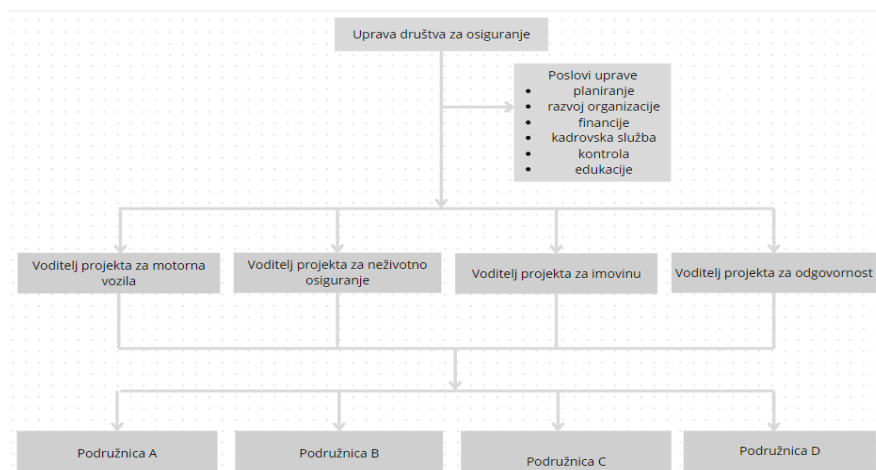 Uprava društva za osiguranje
Poslovi uprave
• planiranje
• razvoj organizacije
• financije
• kadrovska služba
• kontrola
• edukacije
Voditelj projekta za motorna
vozila
Voditelj projekta za neživotno
osiguranje
Voditelj projekta za imovinu
Voditelj projekta za odgovornost
Podružnica A
Podružnica B
Podružnica C
Podružnica D